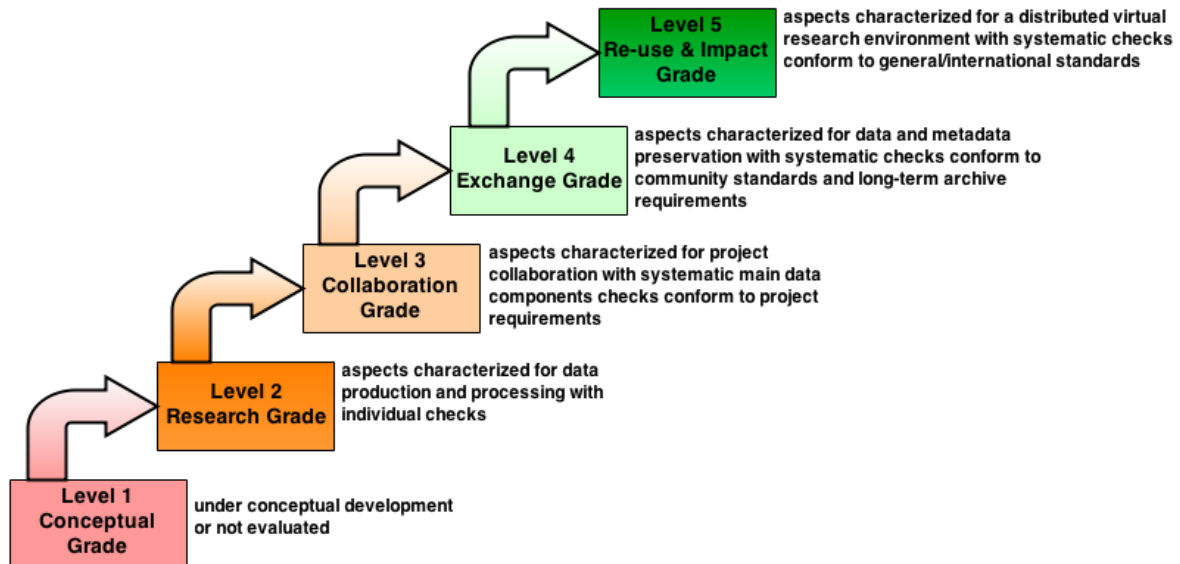 Level 5
Re-use & Impact
Grade
aspects characterized for a distributed virtual
research environment with systematic checks
conform to general/international standards
Level 4
Exchange Grade
aspects characterized for data and metadata
preservation with systematic checks conform to
community standards and long-term archive
requirements
Level 3
Collaboration
Grade
aspects characterized for project
collaboration with systematic main data
components checks conform to project
requirements
Level 2
Research Grade
aspects characterized for data
production and processing with
individual checks
Level 1
Conceptual
Grade
under conceptual development
or not evaluated